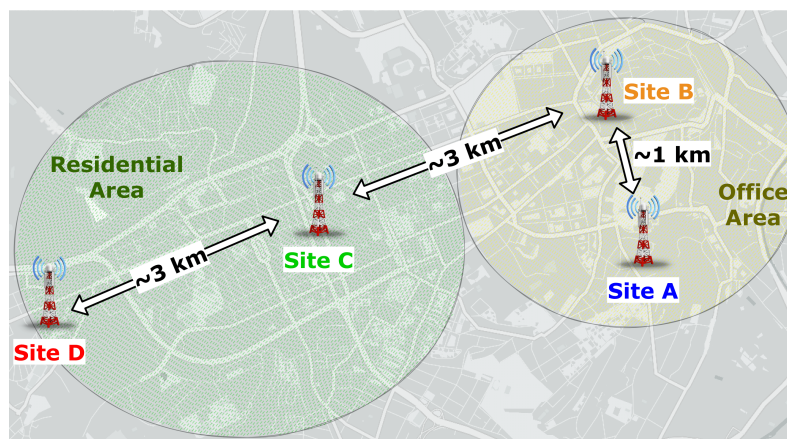 Site B
~3 km
~1 km
Residential
Area
Office
Area
Site C
Site A
~3 km
Site D